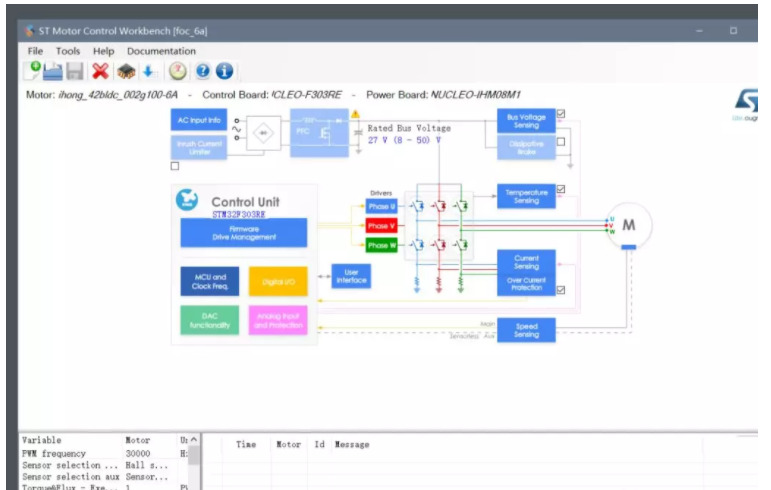 ST Motor Control Workbench [foc_6a]
File Tools Help Documentation
Motor: ihong_42bldc_002g100-6A - Control Board: 'CLEO-F303RE - Power Board: NUCLEO-IHM08M1
AC Input Info
Inrush Current
Limiter
PFC
Rated Bus Voltage
27 V (8 - 50) V
Bus Voltage
Sensing
Dissipative
Brake
Control Unit
STM32F303RE
Firmware
Drive Management
Drivers
Phase U
Phase V
Phase W
Temperature
Sensing
U
V
W
M
MCU and
Clock Freq.
Digital I/O
User
Interface
Current
Sensing
Over Current
Protection
DAC
functionality
Analog Input
and Protection
Main
Sensorless Aux
Speed
Sensing
Variable Motor
PWM frequency 30000
Sensor selection ... Hall s...
Sensor selection aux Sensor...
Torque&Flux - Exe... 1
Time Motor Id Message